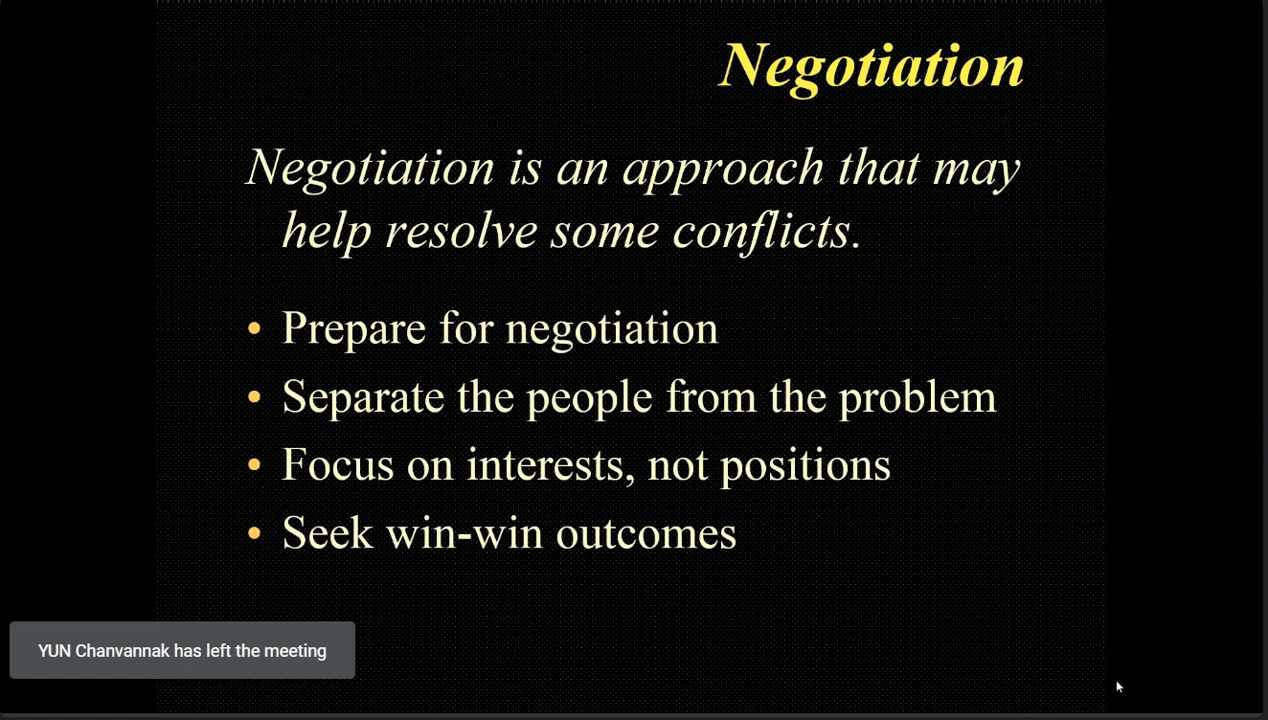 Negotiation
Negotiation is an approach that may
help resolve some conflicts.
• Prepare for negotiation
• Separate the people from the problem
• Focus on interests, not positions
• Seek win-win outcomes
YUN Chanvannak has left the meeting